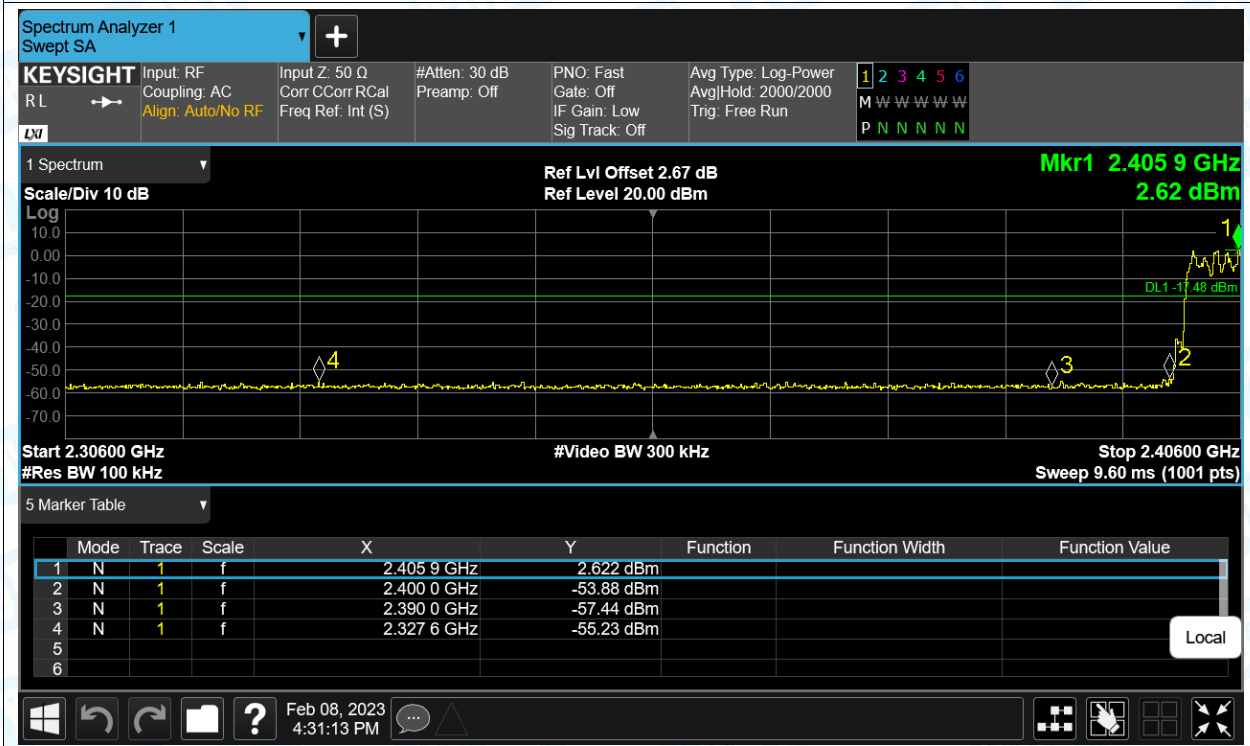 Spectrum Analyzer 1
Swept SA
KEYSIGHT
R L
LXI
Input: RF
Coupling: AC
Align: Auto/No RF
Input Z: 50 Ω
Corr CCorr RCal
Freq Ref: Int (S)
#Atten: 30 dB
Preamp: Off
PNO: Fast
Gate: Off
IF Gain: Low
Sig Track: Off
Avg Type: Log-Power
Avg|Hold: 2000/2000
Trig: Free Run
1 2 3 4 5 6
M W W W W W
P N N N N N
1 Spectrum
Scale/Div 10 dB
Ref Lvl Offset 2.67 dB
Ref Level 20.00 dBm
Mkr1 2.405 9 GHz
2.62 dBm
Log
10.0
0.00
-10.0
-20.0
-30.0
-40.0
-50.0
-60.0
-70.0
1
DL1 -17.48 dBm
4
3
2
Start 2.30600 GHz
#Video BW 300 kHz
Stop 2.40600 GHz
#Res BW 100 kHz
Sweep 9.60 ms (1001 pts)
5 Marker Table
Mode Trace Scale X Y Function Function Width Function Value
1 N 1 f 2.405 9 GHz 2.622 dBm
2 N 1 f 2.400 0 GHz -53.88 dBm
3 N 1 f 2.390 0 GHz -57.44 dBm
4 N 1 f 2.327 6 GHz -55.23 dBm
5
6
Local
?
Feb 08, 2023
4:31:13 PM